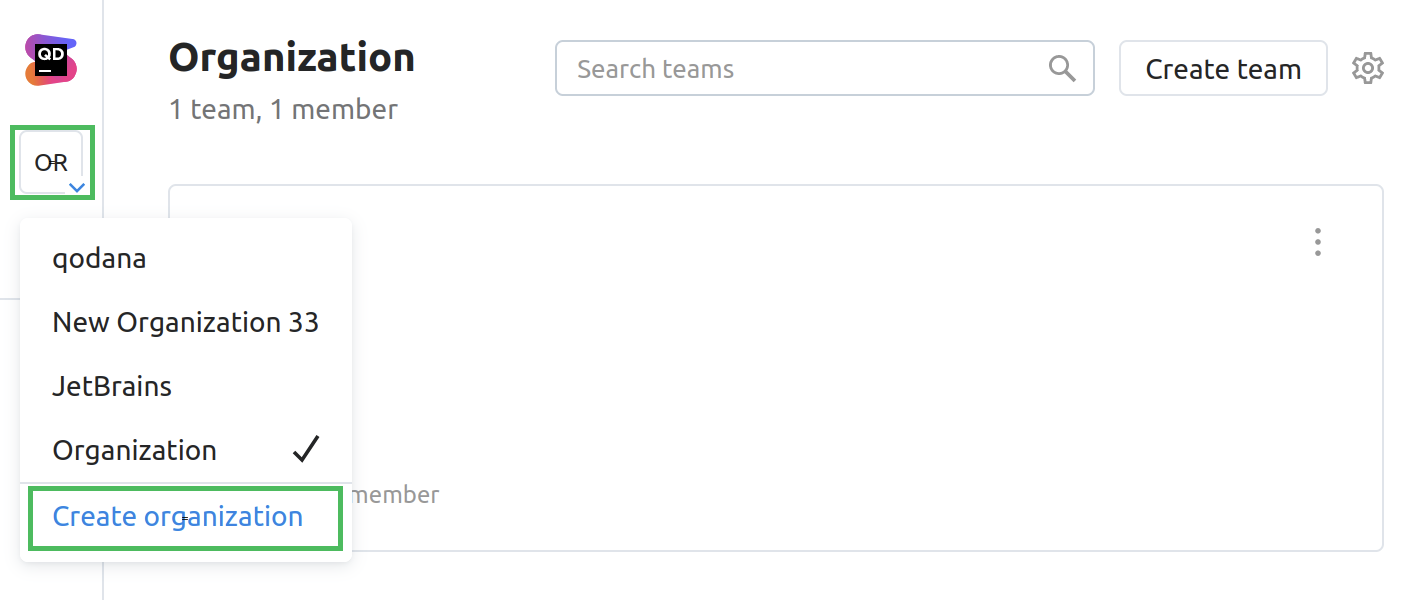 QD
Organization
Search teams
Create team
1 team, 1 member
OR
qodana
New Organization 33
JetBrains
Organization
member
Create organization